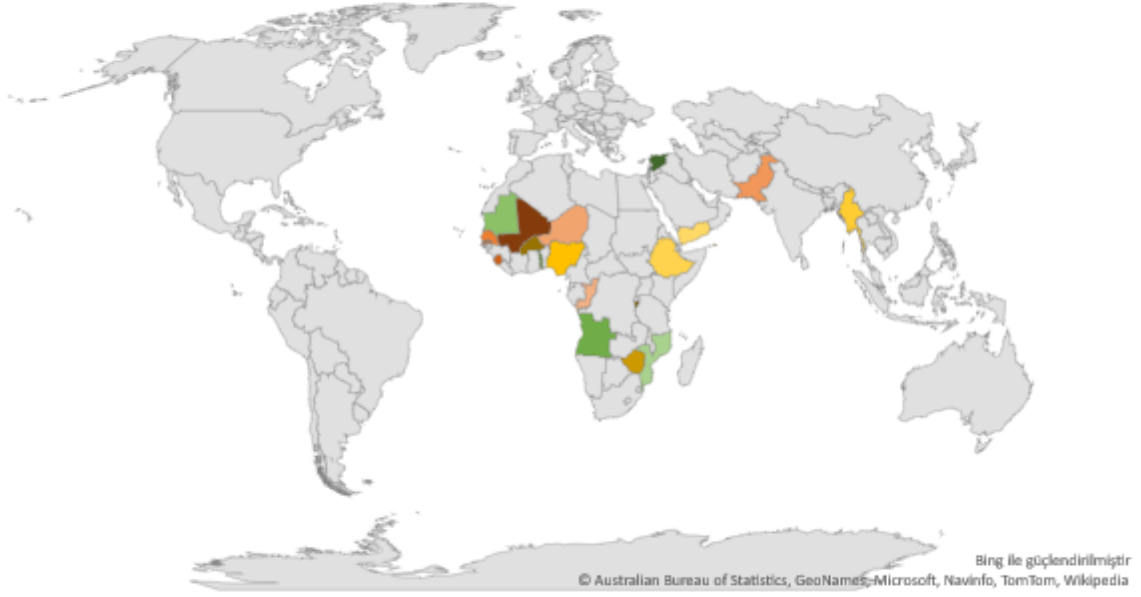 Bing ile güçlendirilmiştir
© Australian Bureau of Statistics, GeoNames, Microsoft, Navinfo, TomTom, Wikipedia